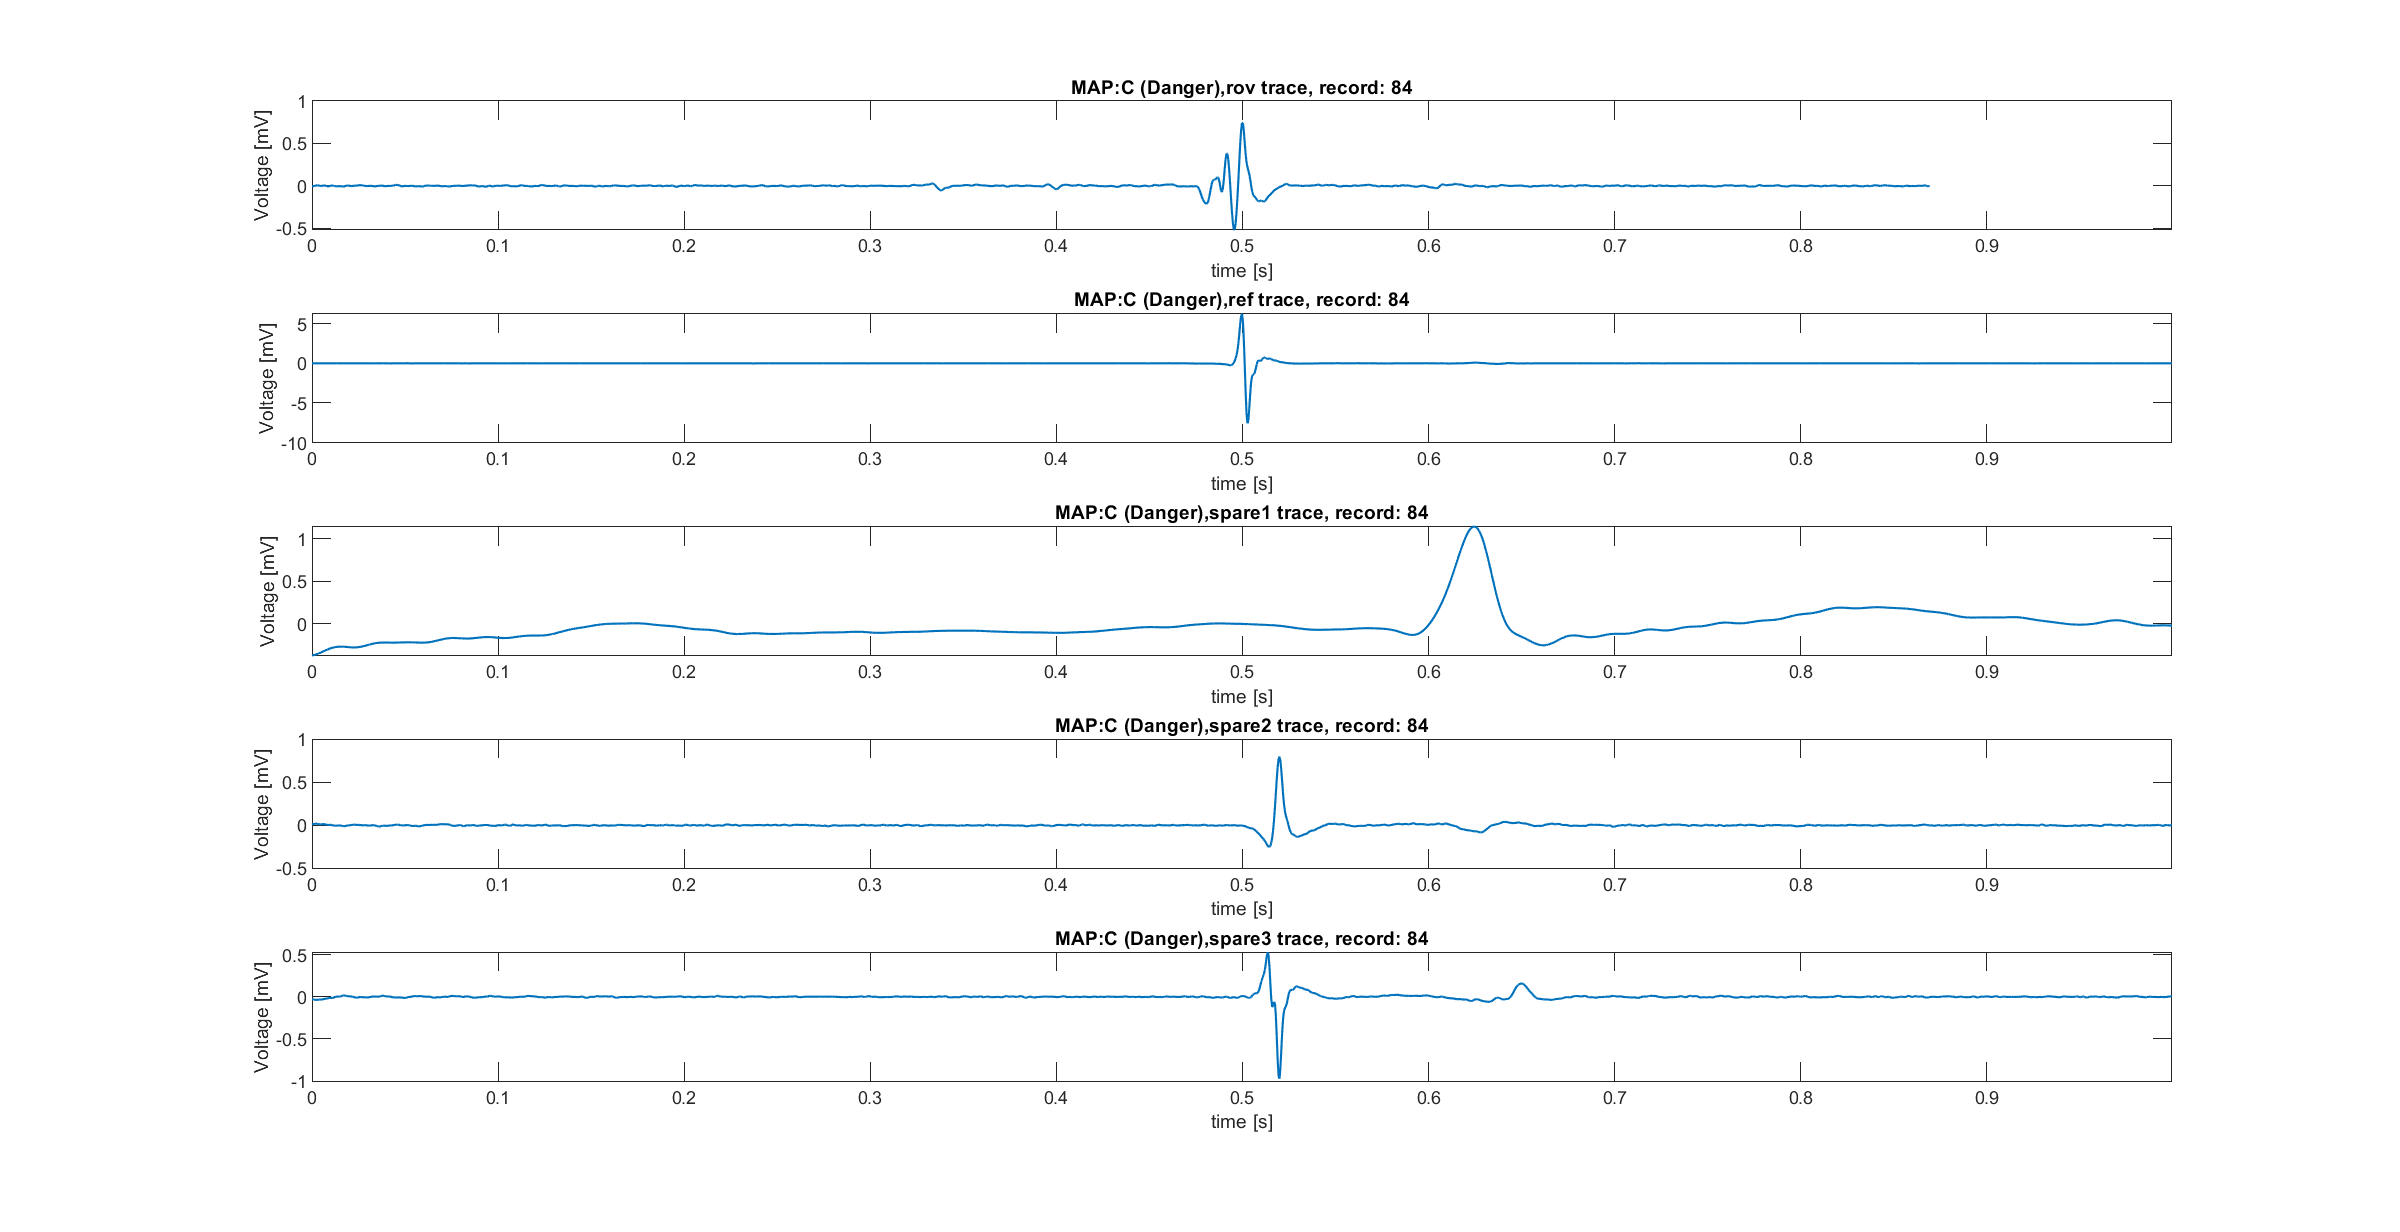 MAP:C (Danger),rov trace, record: 84
Voltage [mV]
1
0.5
0
-0.5
0 0.1 0.2 0.3 0.4 0.5 0.6 0.7 0.8 0.9
time [s]
MAP:C (Danger),ref trace, record: 84
Voltage [mV]
5
0
-5
-10
0 0.1 0.2 0.3 0.4 0.5 0.6 0.7 0.8 0.9
time [s]
MAP:C (Danger),spare1 trace, record: 84
Voltage [mV]
1
0.5
0
0 0.1 0.2 0.3 0.4 0.5 0.6 0.7 0.8 0.9
time [s]
MAP:C (Danger),spare2 trace, record: 84
Voltage [mV]
1
0.5
0
-0.5
0 0.1 0.2 0.3 0.4 0.5 0.6 0.7 0.8 0.9
time [s]
MAP:C (Danger),spare3 trace, record: 84
Voltage [mV]
0.5
0
-0.5
-1
0 0.1 0.2 0.3 0.4 0.5 0.6 0.7 0.8 0.9
time [s]